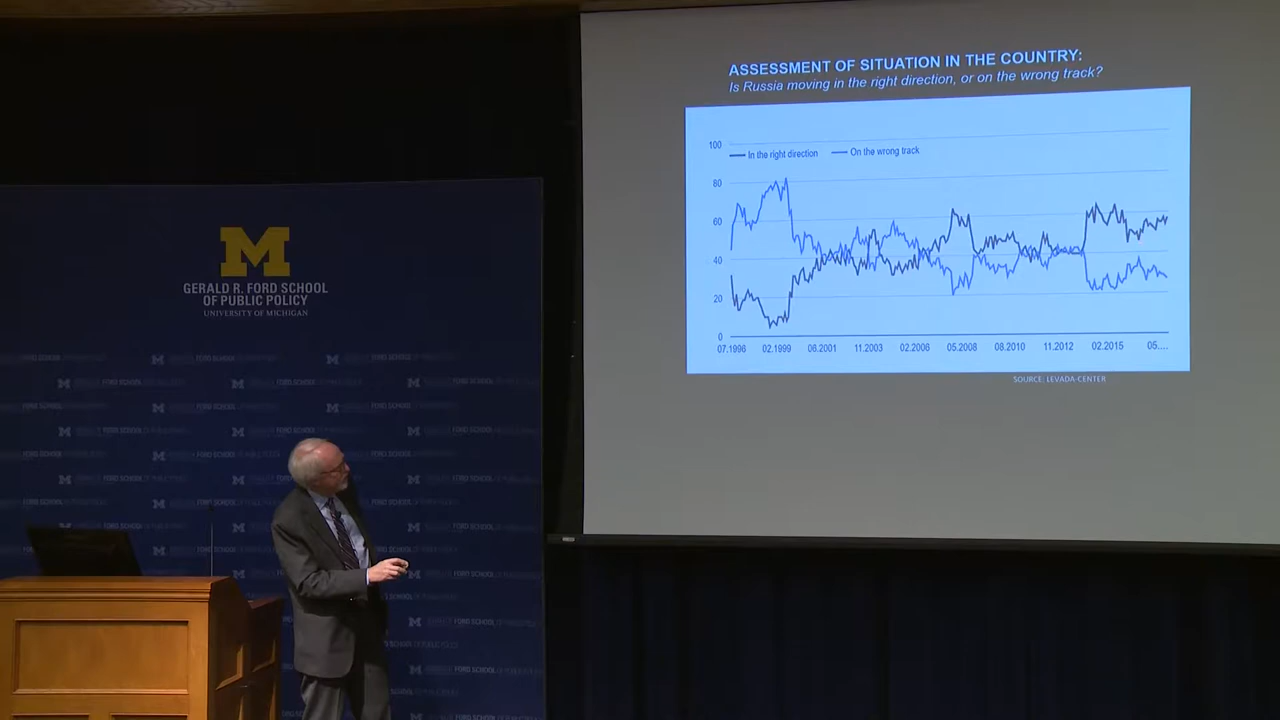 ASSESSMENT OF SITUATION IN THE COUNTRY:
Is Russia moving in the right direction, or on the wrong track?
100
In the right direction
On the wrong track
80
60
40
20
0
07.1996
02.1999
06.2001
11.2003
02.2006
05.2008
08.2010
11.2012
02.2015
05....
SOURCE: LEVADA-CENTER
M
GERALD R. FORD SCHOOL
OF PUBLIC POLICY
UNIVERSITY OF MICHIGAN